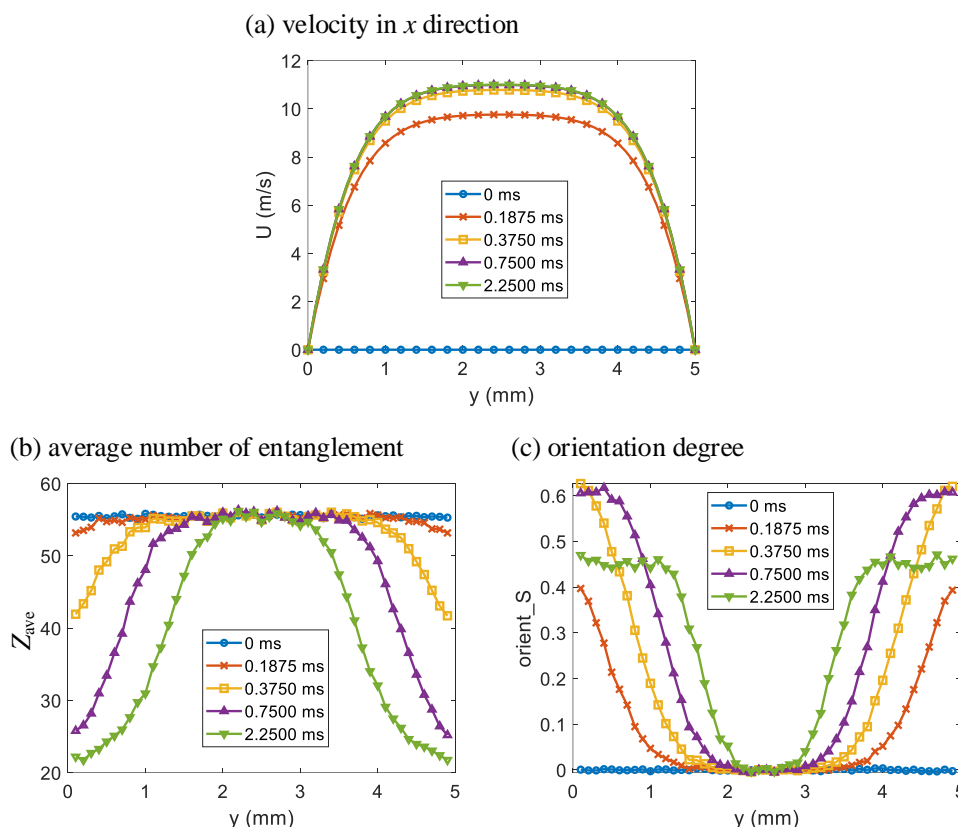 (a) velocity in x direction
12
10
8
6
4
2
0
U (m/s)
0 ms
0.1875 ms
0.3750 ms
0.7500 ms
2.2500 ms
0 1 2 3 4 5
y (mm)
(b) average number of entanglement
60
50
40
30
20
Zave
0 ms
0.1875 ms
0.3750 ms
0.7500 ms
2.2500 ms
0 1 2 3 4 5
y (mm)
(c) orientation degree
0.6
0.5
0.4
0.3
0.2
0.1
0
orient_S
0 ms
0.1875 ms
0.3750 ms
0.7500 ms
2.2500 ms
0 1 2 3 4 5
y (mm)